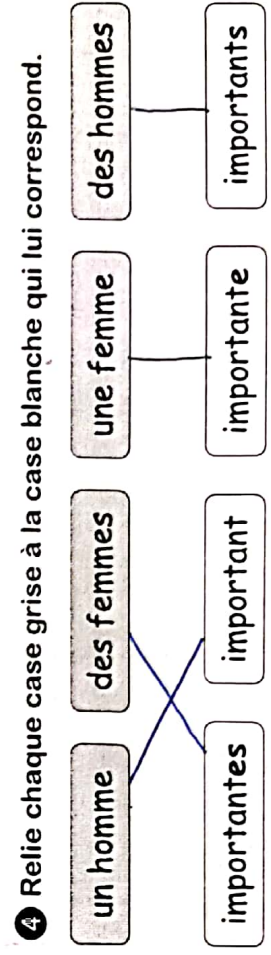 4 Relie chaque case grise à la case blanche qui lui correspond.
un homme des femmes une femme des hommes
importantes important importante importants